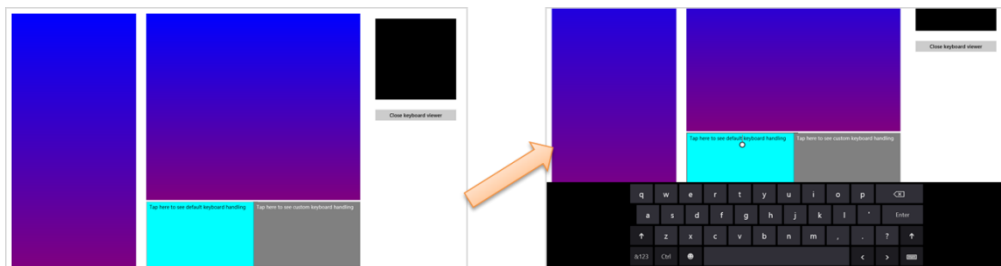 Close keyboard viewer
Tap here to see default keyboard handling
Tap here to see custom keyboard handling
Close keyboard viewer
Tap here to see default keyboard handling
Tap here to see custom keyboard handling
q w e r t y u i o p
a s d f g h j k l ' Enter
z x c v b n m , . ?
&123 Ctrl < >